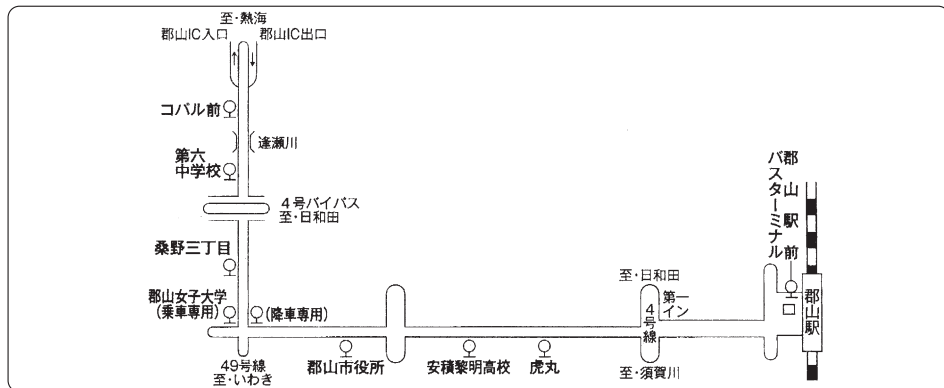 至・熱海
郡山IC入口
郡山IC出口
コバル前
逢瀬川
第六
中学校
4号バイパス
至・日和田
桑野三丁目
郡山女子大学
(乗車専用)
(降車専用)
49号線
至・いわき
郡山市役所
安積黎明高校
虎丸
至・日和田
4号線
第一イン
至・須賀川
郡山駅前
バスターミナル
郡山駅